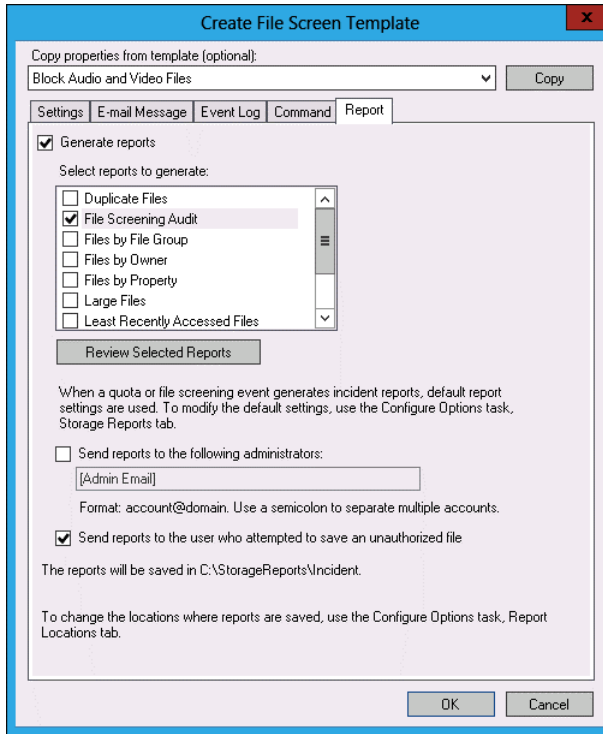 Create File Screen Template
x
Copy properties from template (optional):
Block Audio and Video Files
Copy
Settings E-mail Message Event Log Command Report
Generate reports
Select reports to generate:
Duplicate Files
File Screening Audit
Files by File Group
Files by Owner
Files by Property
Large Files
Least Recently Accessed Files
Review Selected Reports
When a quota or file screening event generates incident reports, default report
settings are used. To modify the default settings, use the Configure Options task,
Storage Reports tab.
Send reports to the following administrators:
[Admin Email]
Format: account@domain. Use a semicolon to separate multiple accounts.
Send reports to the user who attempted to save an unauthorized file
The reports will be saved in C:\StorageReports\Incident.
To change the locations where reports are saved, use the Configure Options task, Report
Locations tab.
OK Cancel